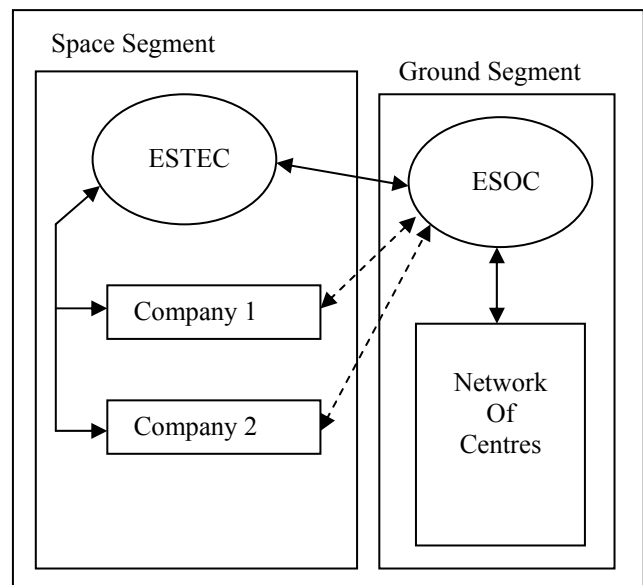 Space Segment
ESTEC
Company 1
Company 2
Ground Segment
ESOC
Network
Of
Centres